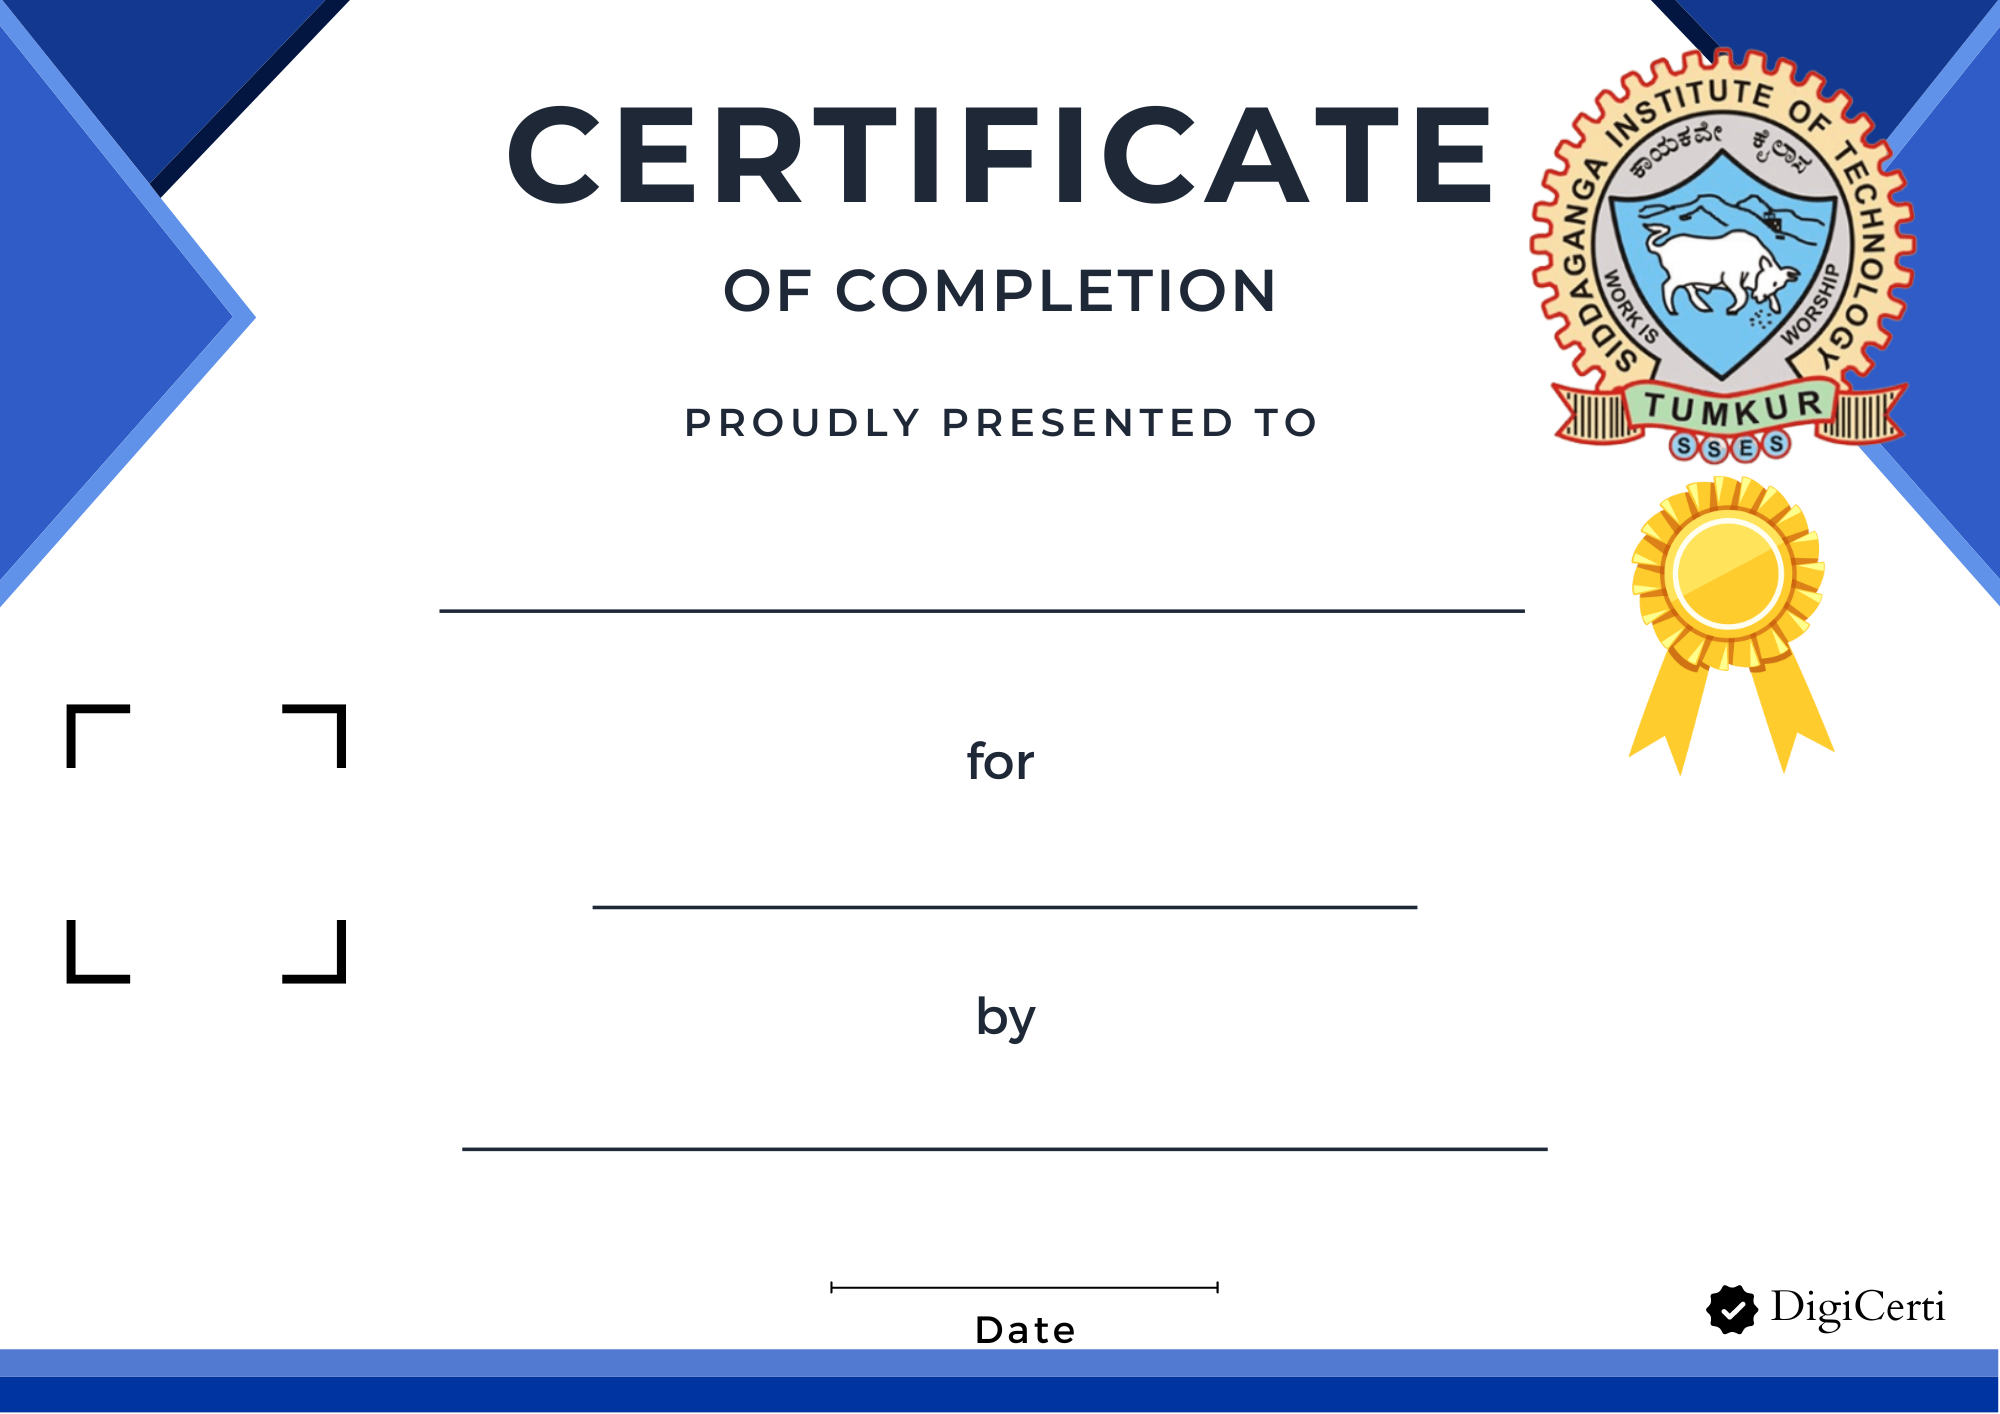 CERTIFICATE
OF COMPLETION
PROUDLY PRESENTED TO
SIDDAGANGA INSTITUTE OF TECHNOLOGY
ಕಾಯಕವೇ ಕೈಲಾಸ
WORK IS WORSHIP
TUMKUR
SSES
for
by
Date
DigiCerti